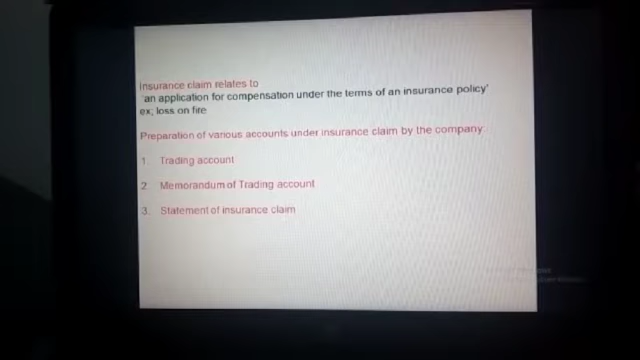 Insurance claim relates to
'an application for compensation under the terms of an insurance policy'
ex; loss on fire
Preparation of various accounts under insurance claim by the company:
1. Trading account
2. Memorandum of Trading account
3. Statement of insurance claim